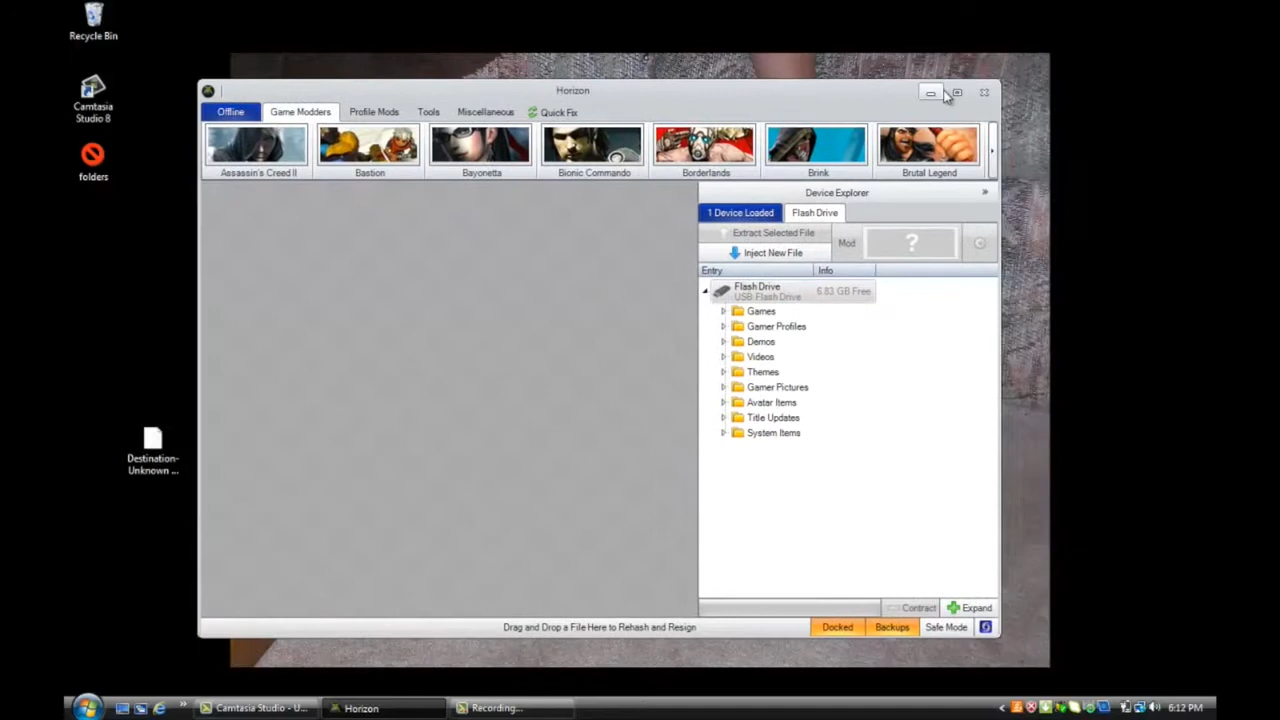 Recycle Bin
Camtasia
Studio 8
folders
Destination-
Unknown ...
Horizon
Offline Game Modders Profile Mods Tools Miscellaneous Quick Fix
Assassin's Creed II Bastion Bayonetta Bionic Commando Borderlands Brink Brutal Legend
Device Explorer »
1 Device Loaded Flash Drive
Extract Selected File
Mod ?
Inject New File
Entry Info
Flash Drive
USB Flash Drive 6.83 GB Free
Games
Gamer Profiles
Demos
Videos
Themes
Gamer Pictures
Avatar Items
Title Updates
System Items
Contract Expand
Drag and Drop a File Here to Rehash and Resign Docked Backups Safe Mode
» Camtasia Studio - U... Horizon Recording... 6:12 PM